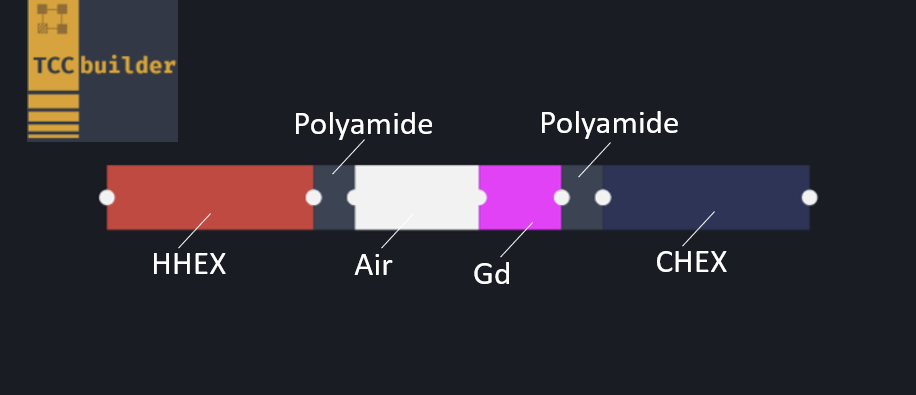 TCC builder
Polyamide
Polyamide
HHEX
Air
Gd
CHEX